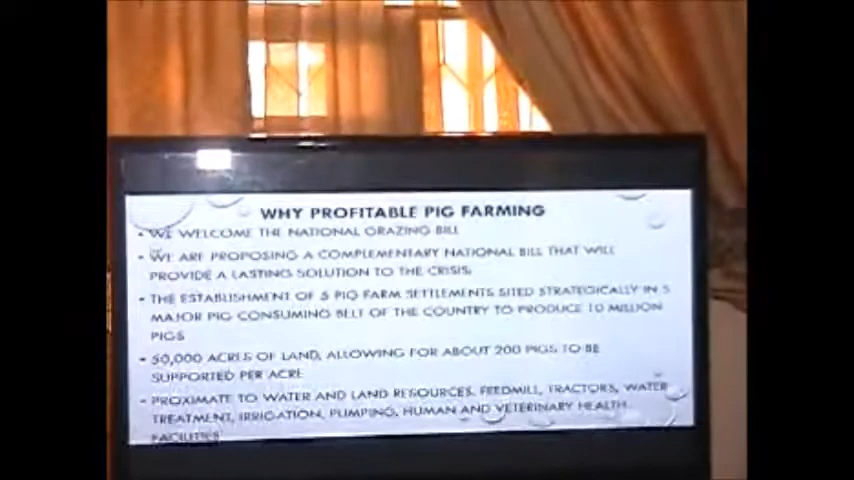 WHY PROFITABLE PIG FARMING
• WE WELCOME THE NATIONAL GRAZING BILL
• WE ARE PROPOSING A COMPLEMENTARY NATIONAL BILL THAT WILL
PROVIDE A LASTING SOLUTION TO THE CRISIS.
• THE ESTABLISHMENT OF 5 PIG FARM SETTLEMENTS SITED STRATEGICALLY IN 5
MAJOR PIG CONSUMING BELT OF THE COUNTRY TO PRODUCE 10 MILLION
PIGS
• 50,000 ACRES OF LAND, ALLOWING FOR ABOUT 200 PIGS TO BE
SUPPORTED PER ACRE
• PROXIMATE TO WATER AND LAND RESOURCES. FEEDMILL, TRACTORS, WATER
TREATMENT, IRRIGATION, PUMPING, HUMAN AND VETERINARY HEALTH
FACILITIES